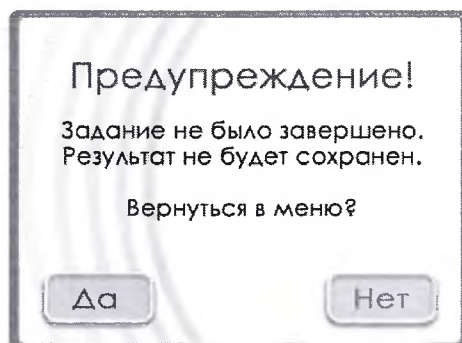 Предупреждение!
Задание не было завершено.
Результат не будет сохранен.
Вернуться в меню?
Да
Нет